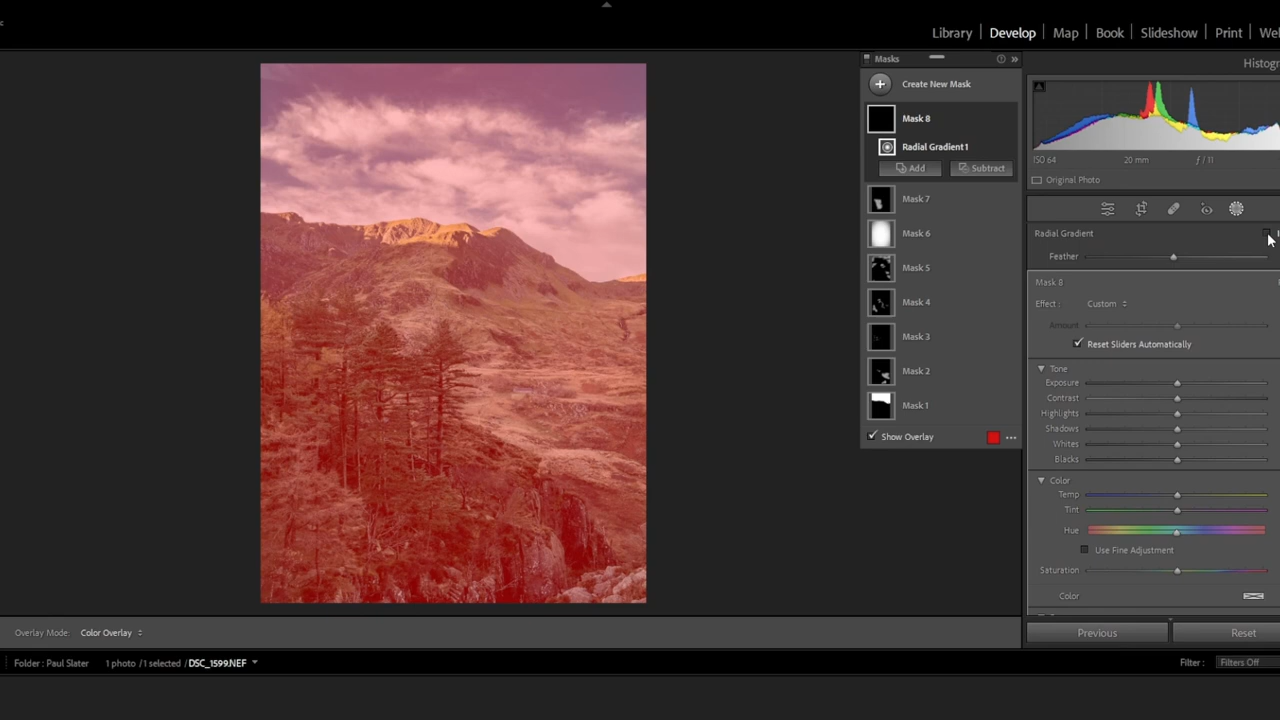 Library | Develop | Map | Book | Slideshow | Print |
Masks
Create New Mask
Mask 8
Radial Gradient1
Add Subtract
Mask 7
Mask 6
Mask 5
Mask 4
Mask 3
Mask 2
Mask 1
Show Overlay
Histogr
ISO 64 20 mm ƒ / 11
Original Photo
Radial Gradient
Feather
Mask 8
Effect : Custom
Amount
Reset Sliders Automatically
Tone
Exposure
Contrast
Highlights
Shadows
Whites
Blacks
Color
Temp
Tint
Hue
Use Fine Adjustment
Saturation
Color
Previous Reset
Overlay Mode: Color Overlay
Folder : Paul Slater 1 photo / 1 selected / DSC_1599.NEF
Filter : Filters Off